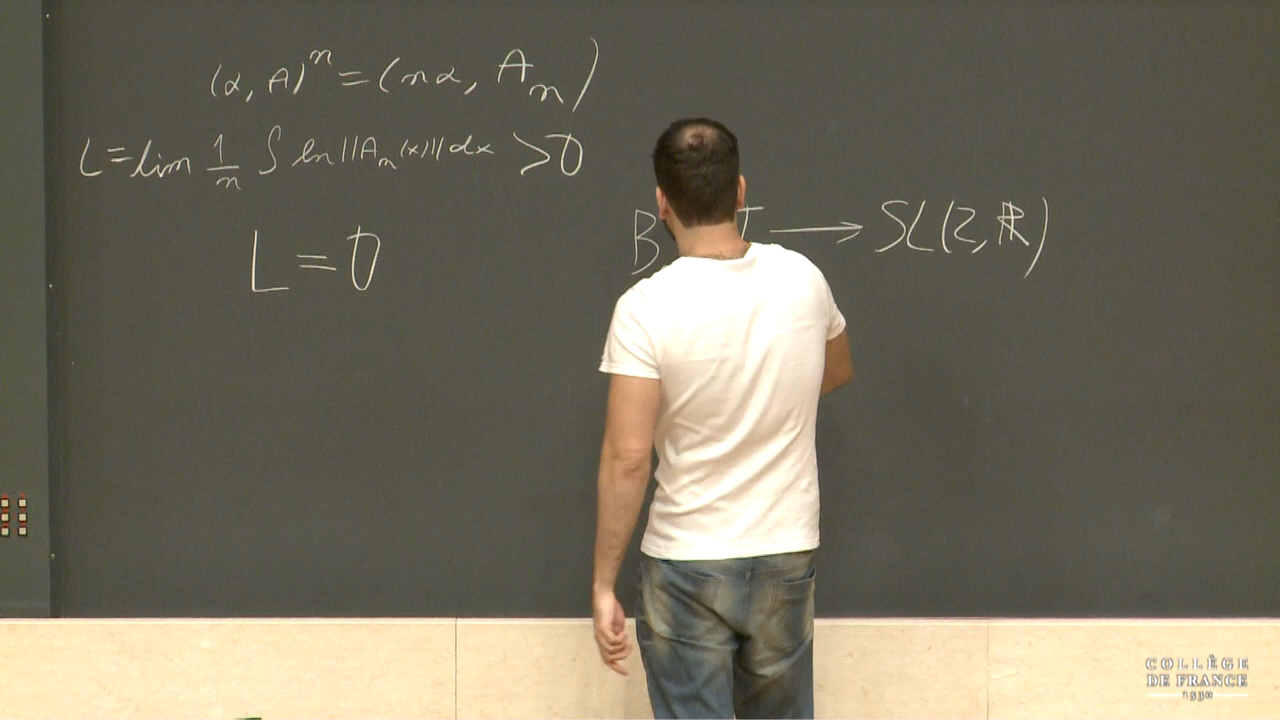 (α, A)^n = (nα, A_n)
L = lim 1/n ∫ ln||A_n(x)|| dx > 0
L = 0
B T → SL(2, ℝ)
COLLÈGE
DE FRANCE
1530